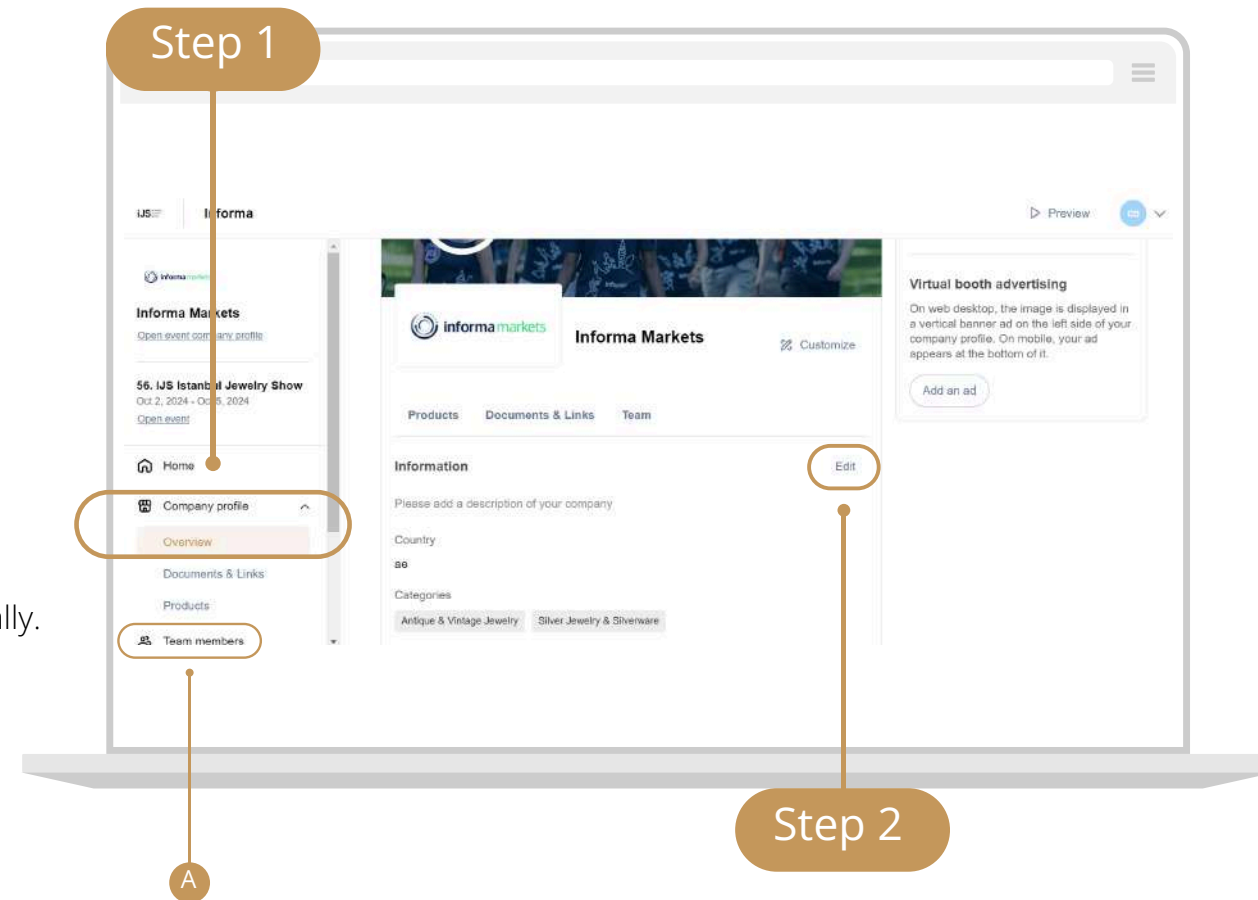 Step 1
IJS
Informa
Preview
CD
informa markets
Informa Markets
Open event company profile
56. IJS Istanbul Jewelry Show
Oct 2, 2024 - Oct 5, 2024
Open event
Home
Company profile
Overview
Documents & Links
Products
Team members
informa markets
Informa Markets
Customize
Products Documents & Links Team
Information
Edit
Please add a description of your company
Country
Categories
Antique & Vintage Jewelry Silver Jewelry & Silverware
Virtual booth advertising
On web desktop, the image is displayed in
a vertical banner ad on the left side of your
company profile. On mobile, your ad
appears at the bottom of it.
Add an ad
lly.
Step 2
A